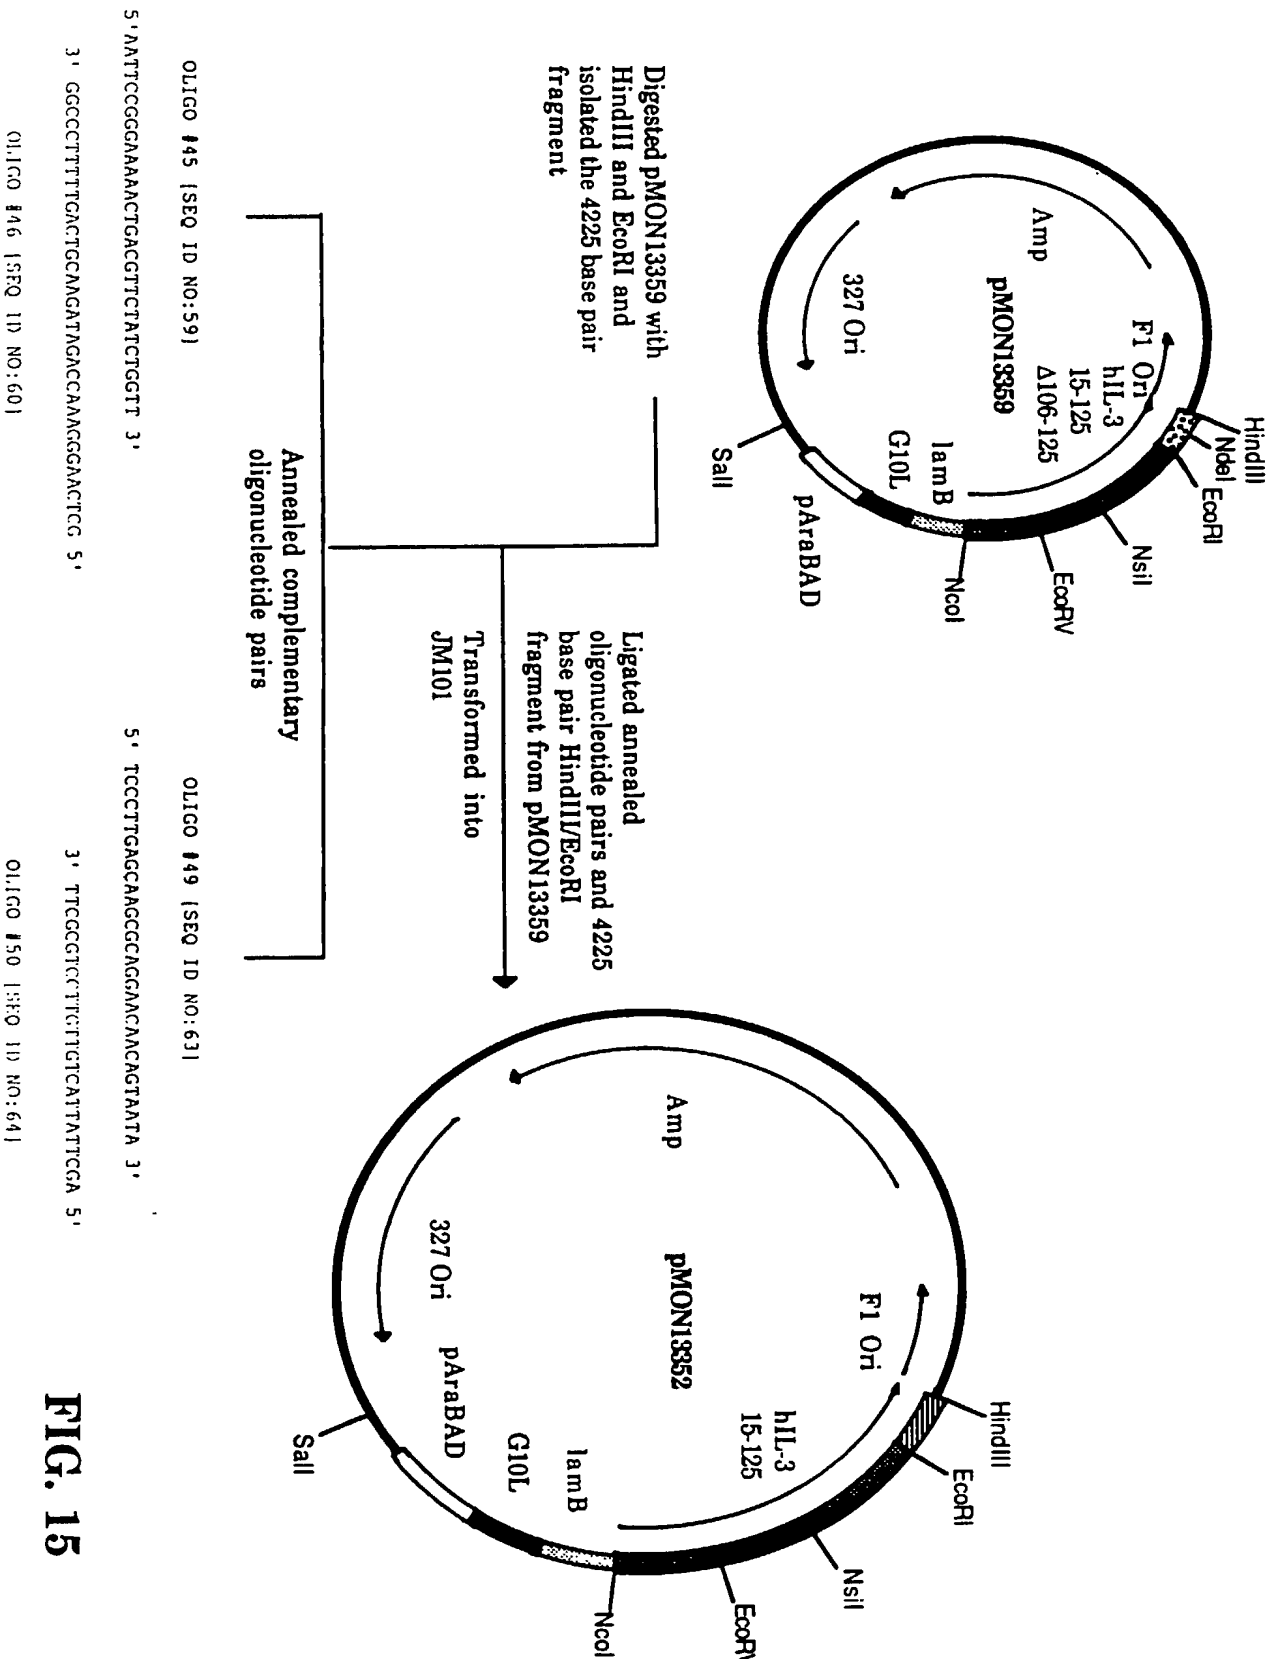 HindIII
NdeI
EcoRI
NsiI
EcoRV
NcoI
SalI
F1 Ori
hIL-3
15-125
Δ106-125
Amp
pMON13359
327 Ori
lamB
G10L
pAraBAD
Digested pMON13359 with
HindIII and EcoRI and
isolated the 4225 base pair
fragment
Ligated annealed
oligonucleotide pairs and 4225
base pair HindIII/EcoRI
fragment from pMON13359
Transformed into
JM101
HindIII
EcoRI
NsiI
EcoRV
NcoI
SalI
F1 Ori
hIL-3
15-125
Amp
pMON13352
327 Ori
lamB
G10L
pAraBAD
Annealed complementary
oligonucleotide pairs
OLIGO #45 [SEQ ID NO:59]
5'AATTCCGGGAAAAACTGACGTTCTATCTGGTT 3'
3' GGCCCTTTTTGACTGCAAGATAGACCAAAGGGAACTCG 5'
OLIGO #46 [SEQ ID NO:60]
OLIGO #49 [SEQ ID NO:63]
5' TCCCTTGAGCAAGCGCAGGAACAACAGTAATA 3'
3' TTCGCGTCCTTGTTGTCATTATTCGA 5'
OLIGO #50 [SEQ ID NO:64]
FIG. 15